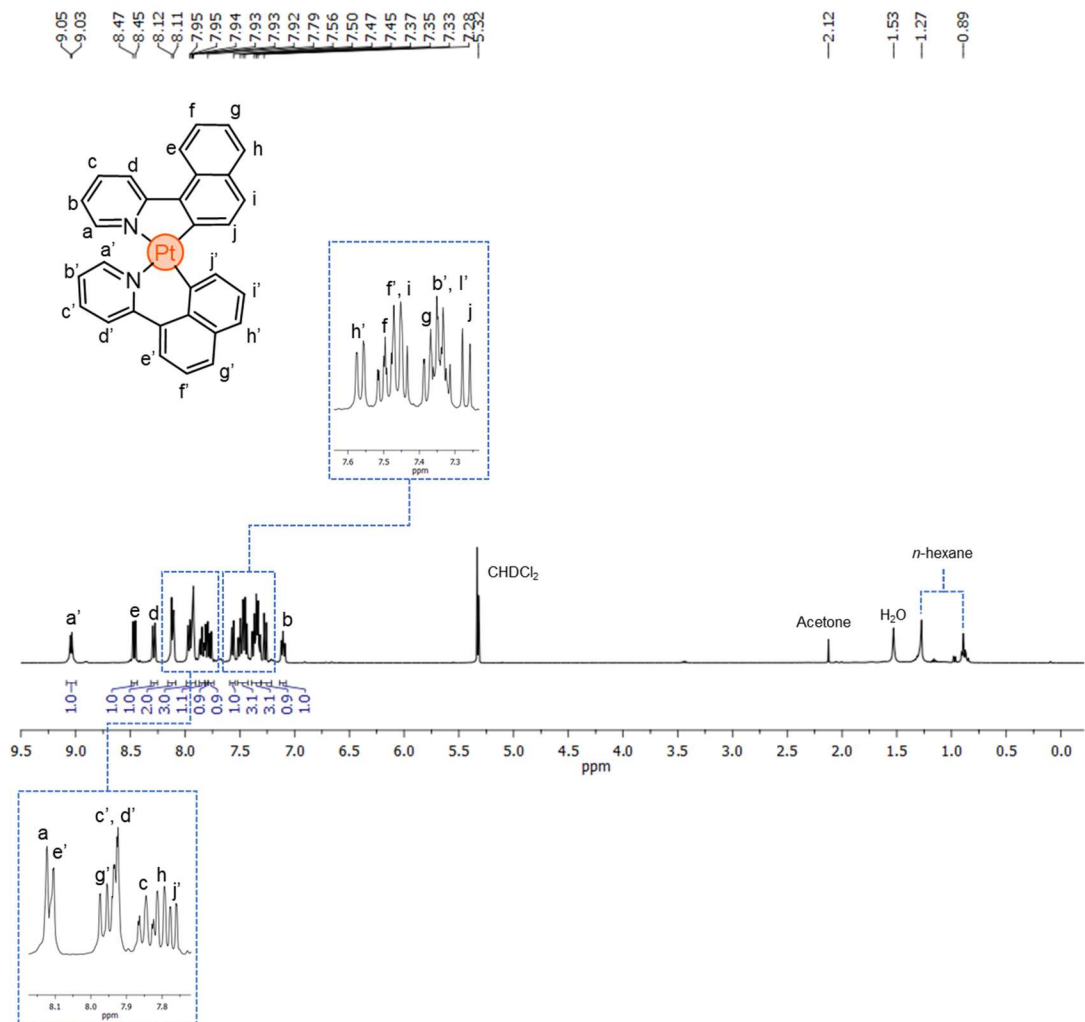 9.05 9.03 8.47 8.45 8.12 8.11 7.95 7.95 7.94 7.93 7.93 7.92 7.79 7.56 7.50 7.47 7.45 7.37 7.35 7.33 7.28 5.32 2.12 1.53 1.27 0.89
f g
e h
c d
b i
a N j
Pt
a' j'
b' N i'
c' h'
d'
e' g'
f'
f', i b', l'
h' f g j
7.6 7.5 7.4 7.3
ppm
n-hexane
CHDCl2
Acetone H2O
a' e d b
1.0 1.0 1.0 2.0 3.0 1.1 0.9 0.9 1.0 3.1 3.1 0.9 1.0
9.5 9.0 8.5 8.0 7.5 7.0 6.5 6.0 5.5 5.0 4.5 4.0 3.5 3.0 2.5 2.0 1.5 1.0 0.5 0.0
ppm
c', d'
a e' g' c h j'
8.1 8.0 7.9 7.8
ppm